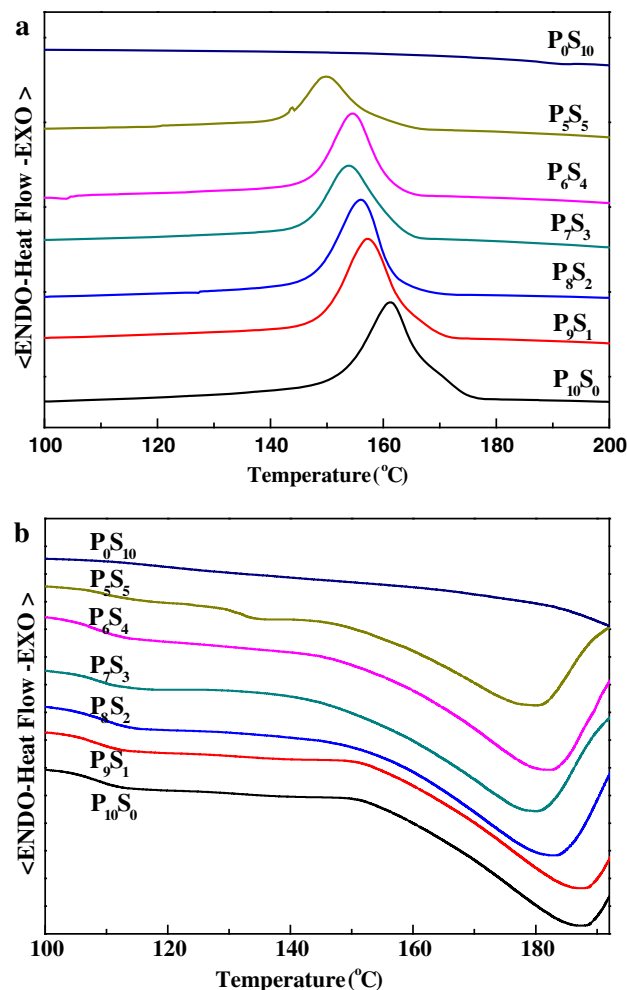 a
P₀S₁₀
P₅S₅
P₆S₄
P₇S₃
P₈S₂
P₉S₁
P₁₀S₀
<ENDO-Heat Flow -EXO >
100 120 140 160 180 200
Temperature (°C)
b
P₀S₁₀
P₅S₅
P₆S₄
P₇S₃
P₈S₂
P₉S₁
P₁₀S₀
<ENDO-Heat Flow -EXO >
100 120 140 160 180
Temperature (°C)